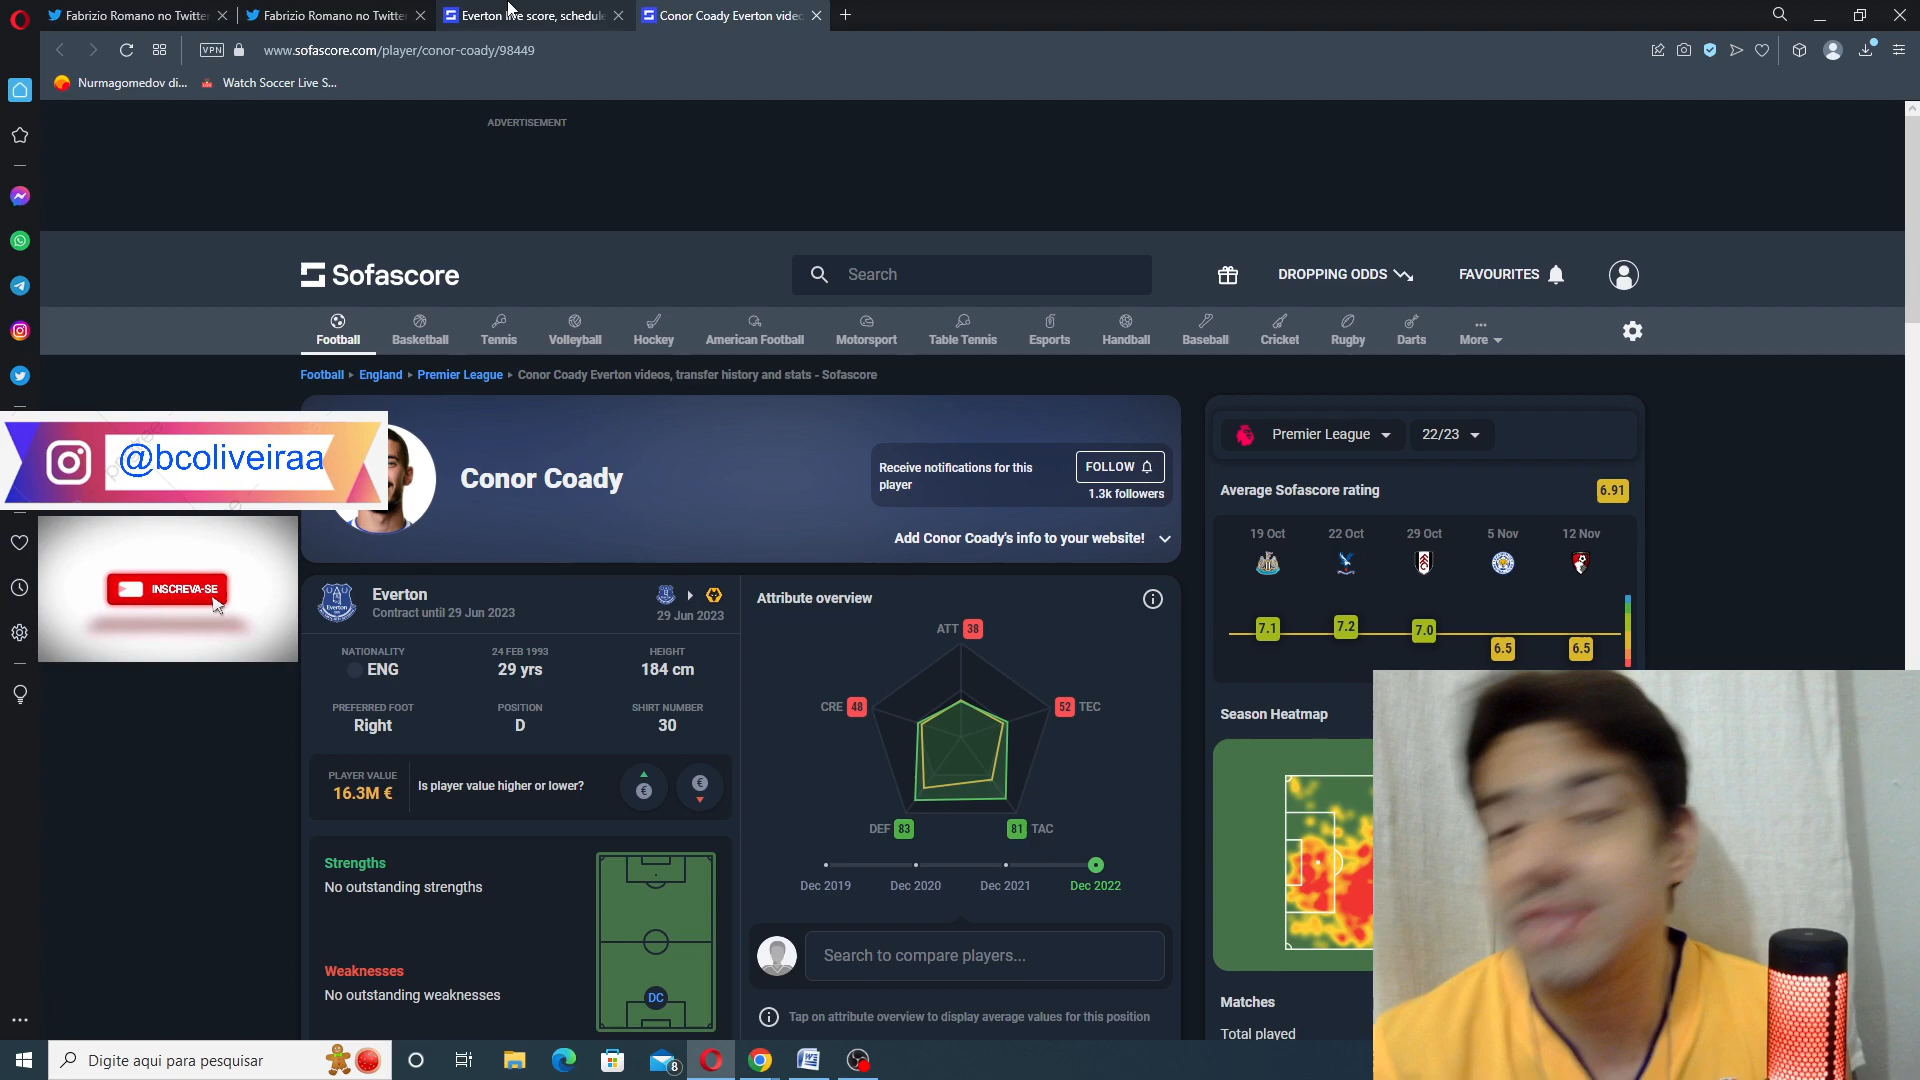 Fabrizio Romano no Twitte
Fabrizio Romano no Twitte
Everton live score, schedule
Conor Coady Everton vide
VPN
www.sofascore.com/player/conor-coady/98449
Nurmagomedov di...
Watch Soccer Live S...
ADVERTISEMENT
Sofascore
Search
DROPPING ODDS
FAVOURITES
Football
Basketball
Tennis
Volleyball
Hockey
American Football
Motorsport
Table Tennis
Esports
Handball
Baseball
Cricket
Rugby
Darts
More
Football
England
Premier League
Conor Coady Everton videos, transfer history and stats - Sofascore
@bcoliveiraa
Conor Coady
Receive notifications for this player
FOLLOW
1.3k followers
Add Conor Coady's info to your website!
INSCREVA-SE
Everton
Contract until 29 Jun 2023
29 Jun 2023
NATIONALITY
ENG
24 FEB 1993
29 yrs
HEIGHT
184 cm
PREFERRED FOOT
Right
POSITION
D
SHIRT NUMBER
30
PLAYER VALUE
16.3M €
Is player value higher or lower?
€
€
Strengths
No outstanding strengths
Weaknesses
No outstanding weaknesses
DC
Attribute overview
ATT 38
CRE 48
52 TEC
DEF 83
81 TAC
Dec 2019
Dec 2020
Dec 2021
Dec 2022
Search to compare players...
Tap on attribute overview to display average values for this position
Premier League
22/23
Average Sofascore rating
6.91
19 Oct
22 Oct
29 Oct
5 Nov
12 Nov
7.1
7.2
7.0
6.5
6.5
Season Heatmap
Matches
Total played
Digite aqui para pesquisar
8